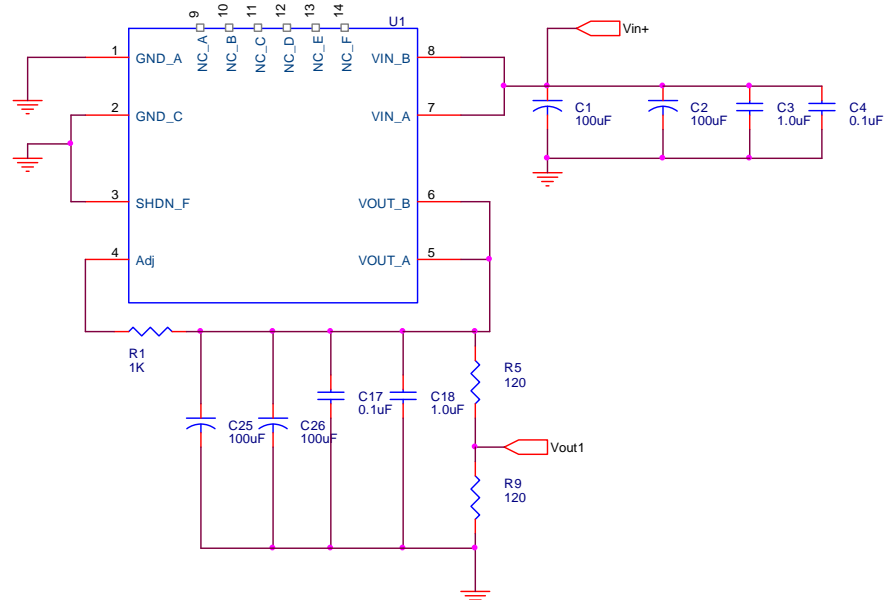 9
10
11
12
13
14
U1
NC_A
NC_B
NC_C
NC_D
NC_E
NC_F
1
GND_A
VIN_B
8
Vin+
2
GND_C
VIN_A
7
C1
100uF
C2
100uF
C3
1.0uF
C4
0.1uF
3
SHDN_F
VOUT_B
6
4
Adj
VOUT_A
5
R1
1K
R5
120
C25
100uF
C26
100uF
C17
0.1uF
C18
1.0uF
Vout1
R9
120